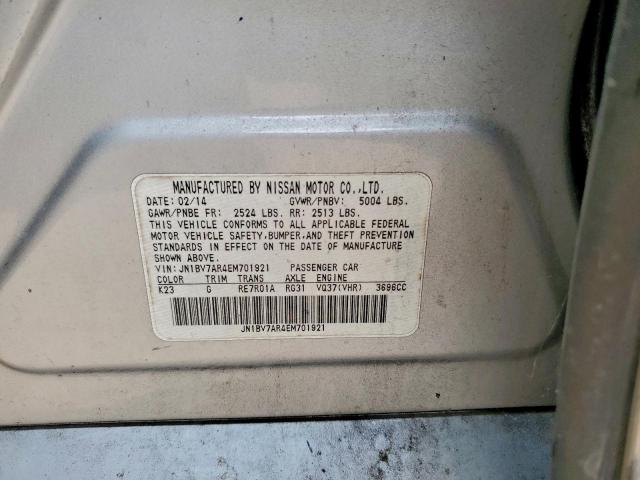 MANUFACTURED BY NISSAN MOTOR CO.,LTD.
DATE: 02/14 GVWR/PNBV: 5004 LBS.
GAWR/PNBE FR: 2524 LBS. RR: 2513 LBS.
THIS VEHICLE CONFORMS TO ALL APPLICABLE FEDERAL
MOTOR VEHICLE SAFETY, BUMPER, AND THEFT PREVENTION
STANDARDS IN EFFECT ON THE DATE OF MANUFACTURE
SHOWN ABOVE.
VIN: JN1BV7AR4EM701921 PASSENGER CAR
COLOR TRIM TRANS AXLE ENGINE
K23 G RE7R01A RG31 VQ37(VHR) 3696CC
JN1BV7AR4EM701921